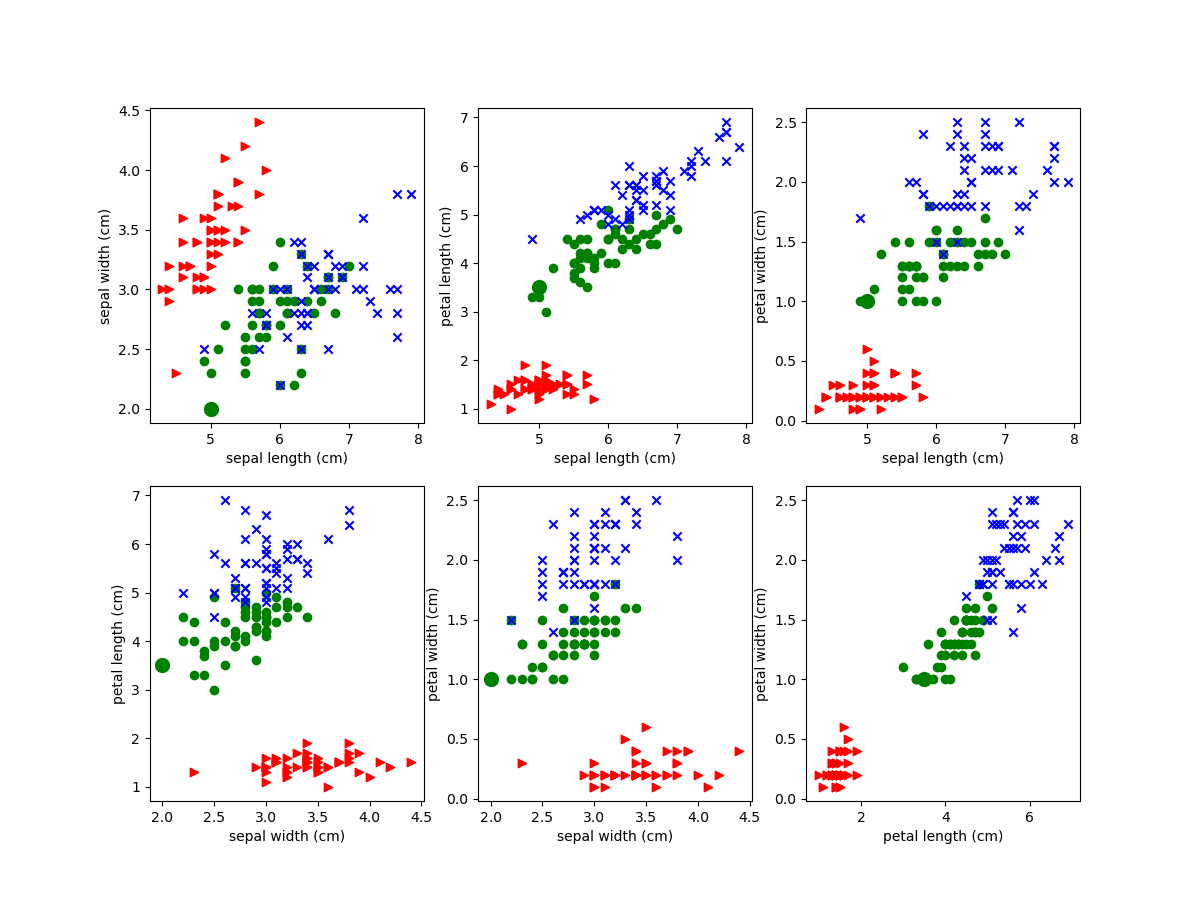 4.5
4.0
3.5
3.0
2.5
2.0
sepal width (cm)
5 6 7 8
sepal length (cm)
7
6
5
4
3
2
1
petal length (cm)
5 6 7 8
sepal length (cm)
2.5
2.0
1.5
1.0
0.5
0.0
petal width (cm)
5 6 7 8
sepal length (cm)
7
6
5
4
3
2
1
petal length (cm)
2.0 2.5 3.0 3.5 4.0 4.5
sepal width (cm)
2.5
2.0
1.5
1.0
0.5
0.0
petal width (cm)
2.0 2.5 3.0 3.5 4.0 4.5
sepal width (cm)
2.5
2.0
1.5
1.0
0.5
0.0
petal width (cm)
2 4 6
petal length (cm)